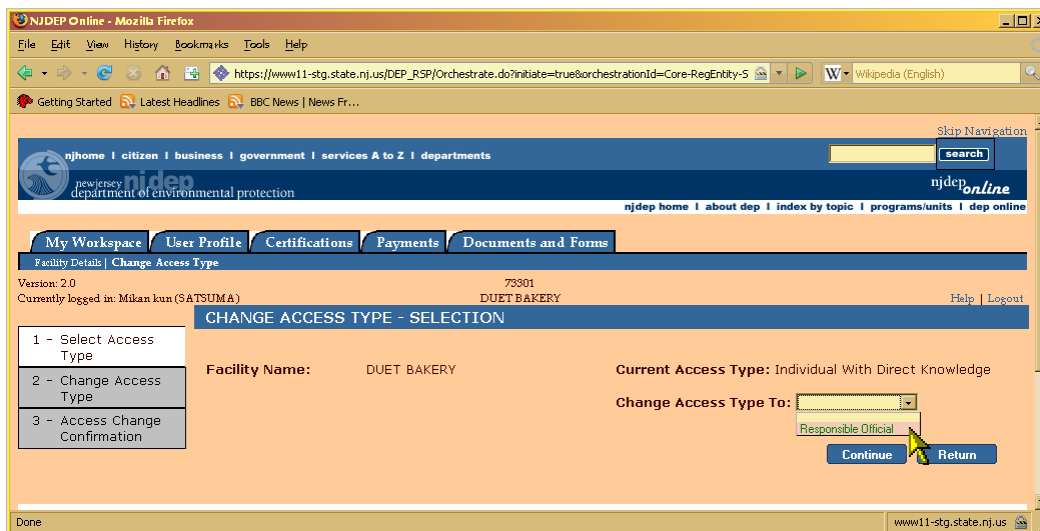 NJDEP Online - Mozilla Firefox
File Edit View History Bookmarks Tools Help
https://www11-stg.state.nj.us/DEP_RSP/Orchestrate.do?initiate=true&orchestrationId=Core-RegEntity-S
W Wikipedia (English)
Getting Started Latest Headlines BBC News | News Fr...
Skip Navigation
njhome l citizen l business l government l services A to Z l departments
search
newjersey njdep
department of environmental protection
njdep online
njdep home l about dep l index by topic l programs/units l dep online
My Workspace User Profile Certifications Payments Documents and Forms
Facility Details | Change Access Type
Version: 2.0 73301
Currently logged in: Mikan kun (SATSUMA) DUET BAKERY Help | Logout
CHANGE ACCESS TYPE - SELECTION
1 - Select Access
Type
2 - Change Access
Type
3 - Access Change
Confirmation
Facility Name: DUET BAKERY Current Access Type: Individual With Direct Knowledge
Change Access Type To:
Responsible Official
Continue Return
Done www11-stg.state.nj.us